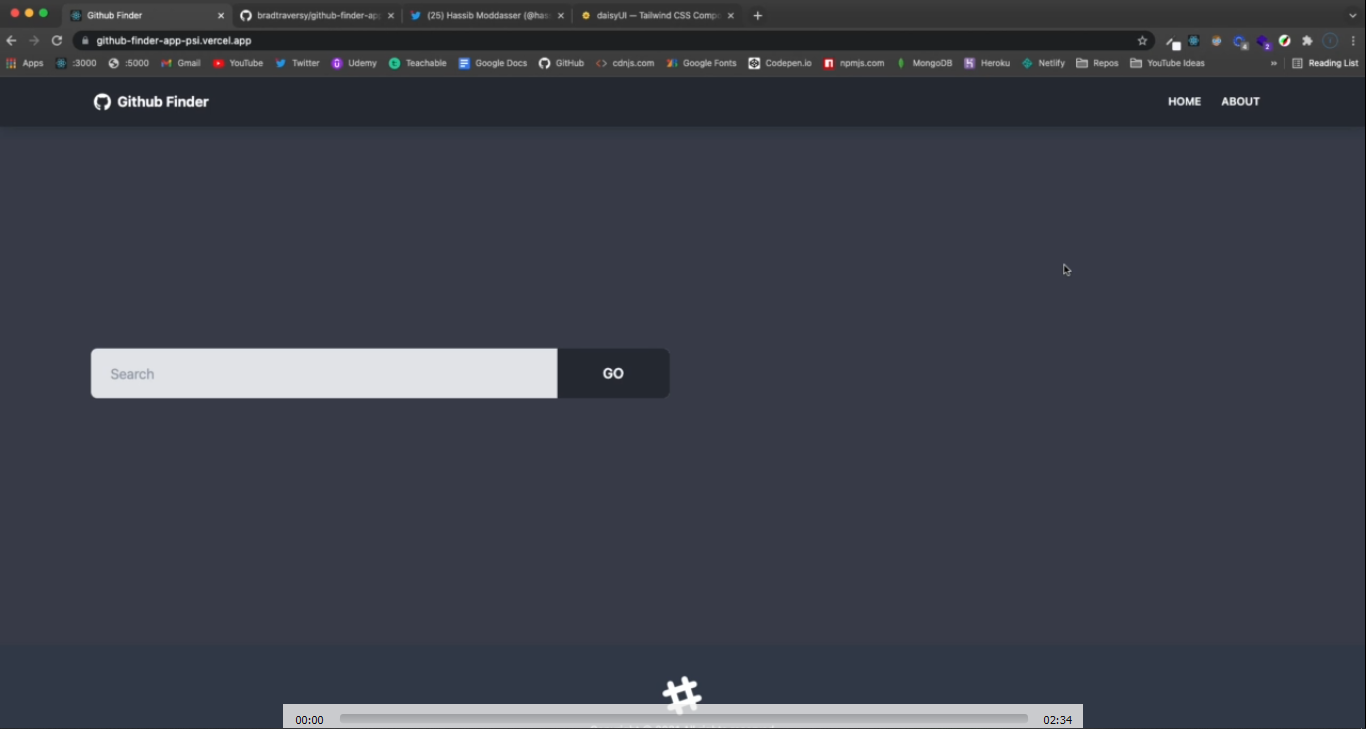 Github Finder
bradtraversy/github-finder-app
(25) Hassib Moddasser (@has
daisyUI — Tailwind CSS Compo
github-finder-app-psi.vercel.app
Apps :3000 :5000 Gmail YouTube Twitter Udemy Teachable Google Docs GitHub cdnjs.com Google Fonts Codepen.io npmjs.com MongoDB Heroku Netlify Repos YouTube Ideas » Reading List
Github Finder HOME ABOUT
Search GO
00:00 02:34